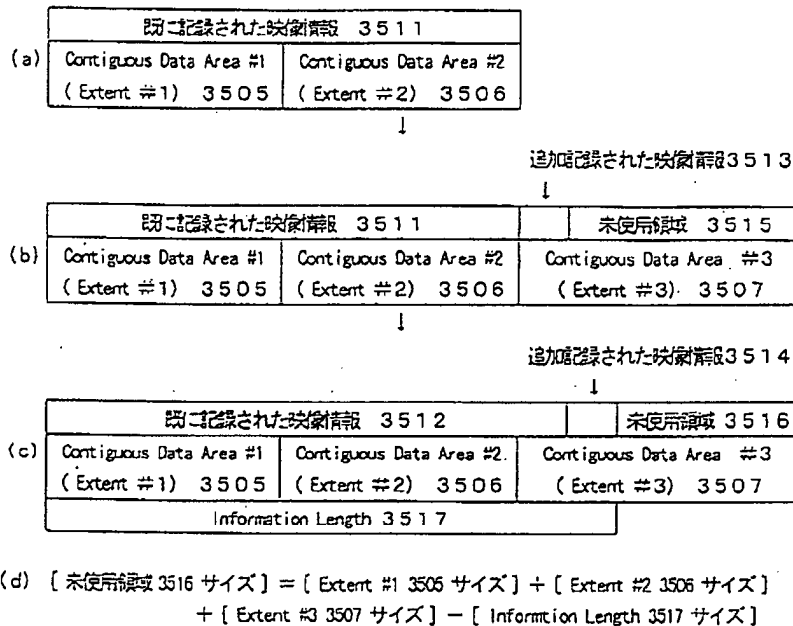 既に記録された映像情報 3511
(a) Contiguous Data Area #1 Contiguous Data Area #2
(Extent #1) 3505 (Extent #2) 3506
↓
追加記録された映像情報3513
↓
既に記録された映像情報 3511 未使用領域 3515
(b) Contiguous Data Area #1 Contiguous Data Area #2 Contiguous Data Area #3
(Extent #1) 3505 (Extent #2) 3506 (Extent #3) 3507
↓
追加記録された映像情報3514
↓
既に記録された映像情報 3512 未使用領域 3516
(c) Contiguous Data Area #1 Contiguous Data Area #2 Contiguous Data Area #3
(Extent #1) 3505 (Extent #2) 3506 (Extent #3) 3507
Information Length 3517
(d) [ 未使用領域 3516 サイズ ] = [ Extent #1 3505 サイズ ] + [ Extent #2 3506 サイズ ]
+ [ Extent #3 3507 サイズ ] − [ Informtion Length 3517 サイズ ]